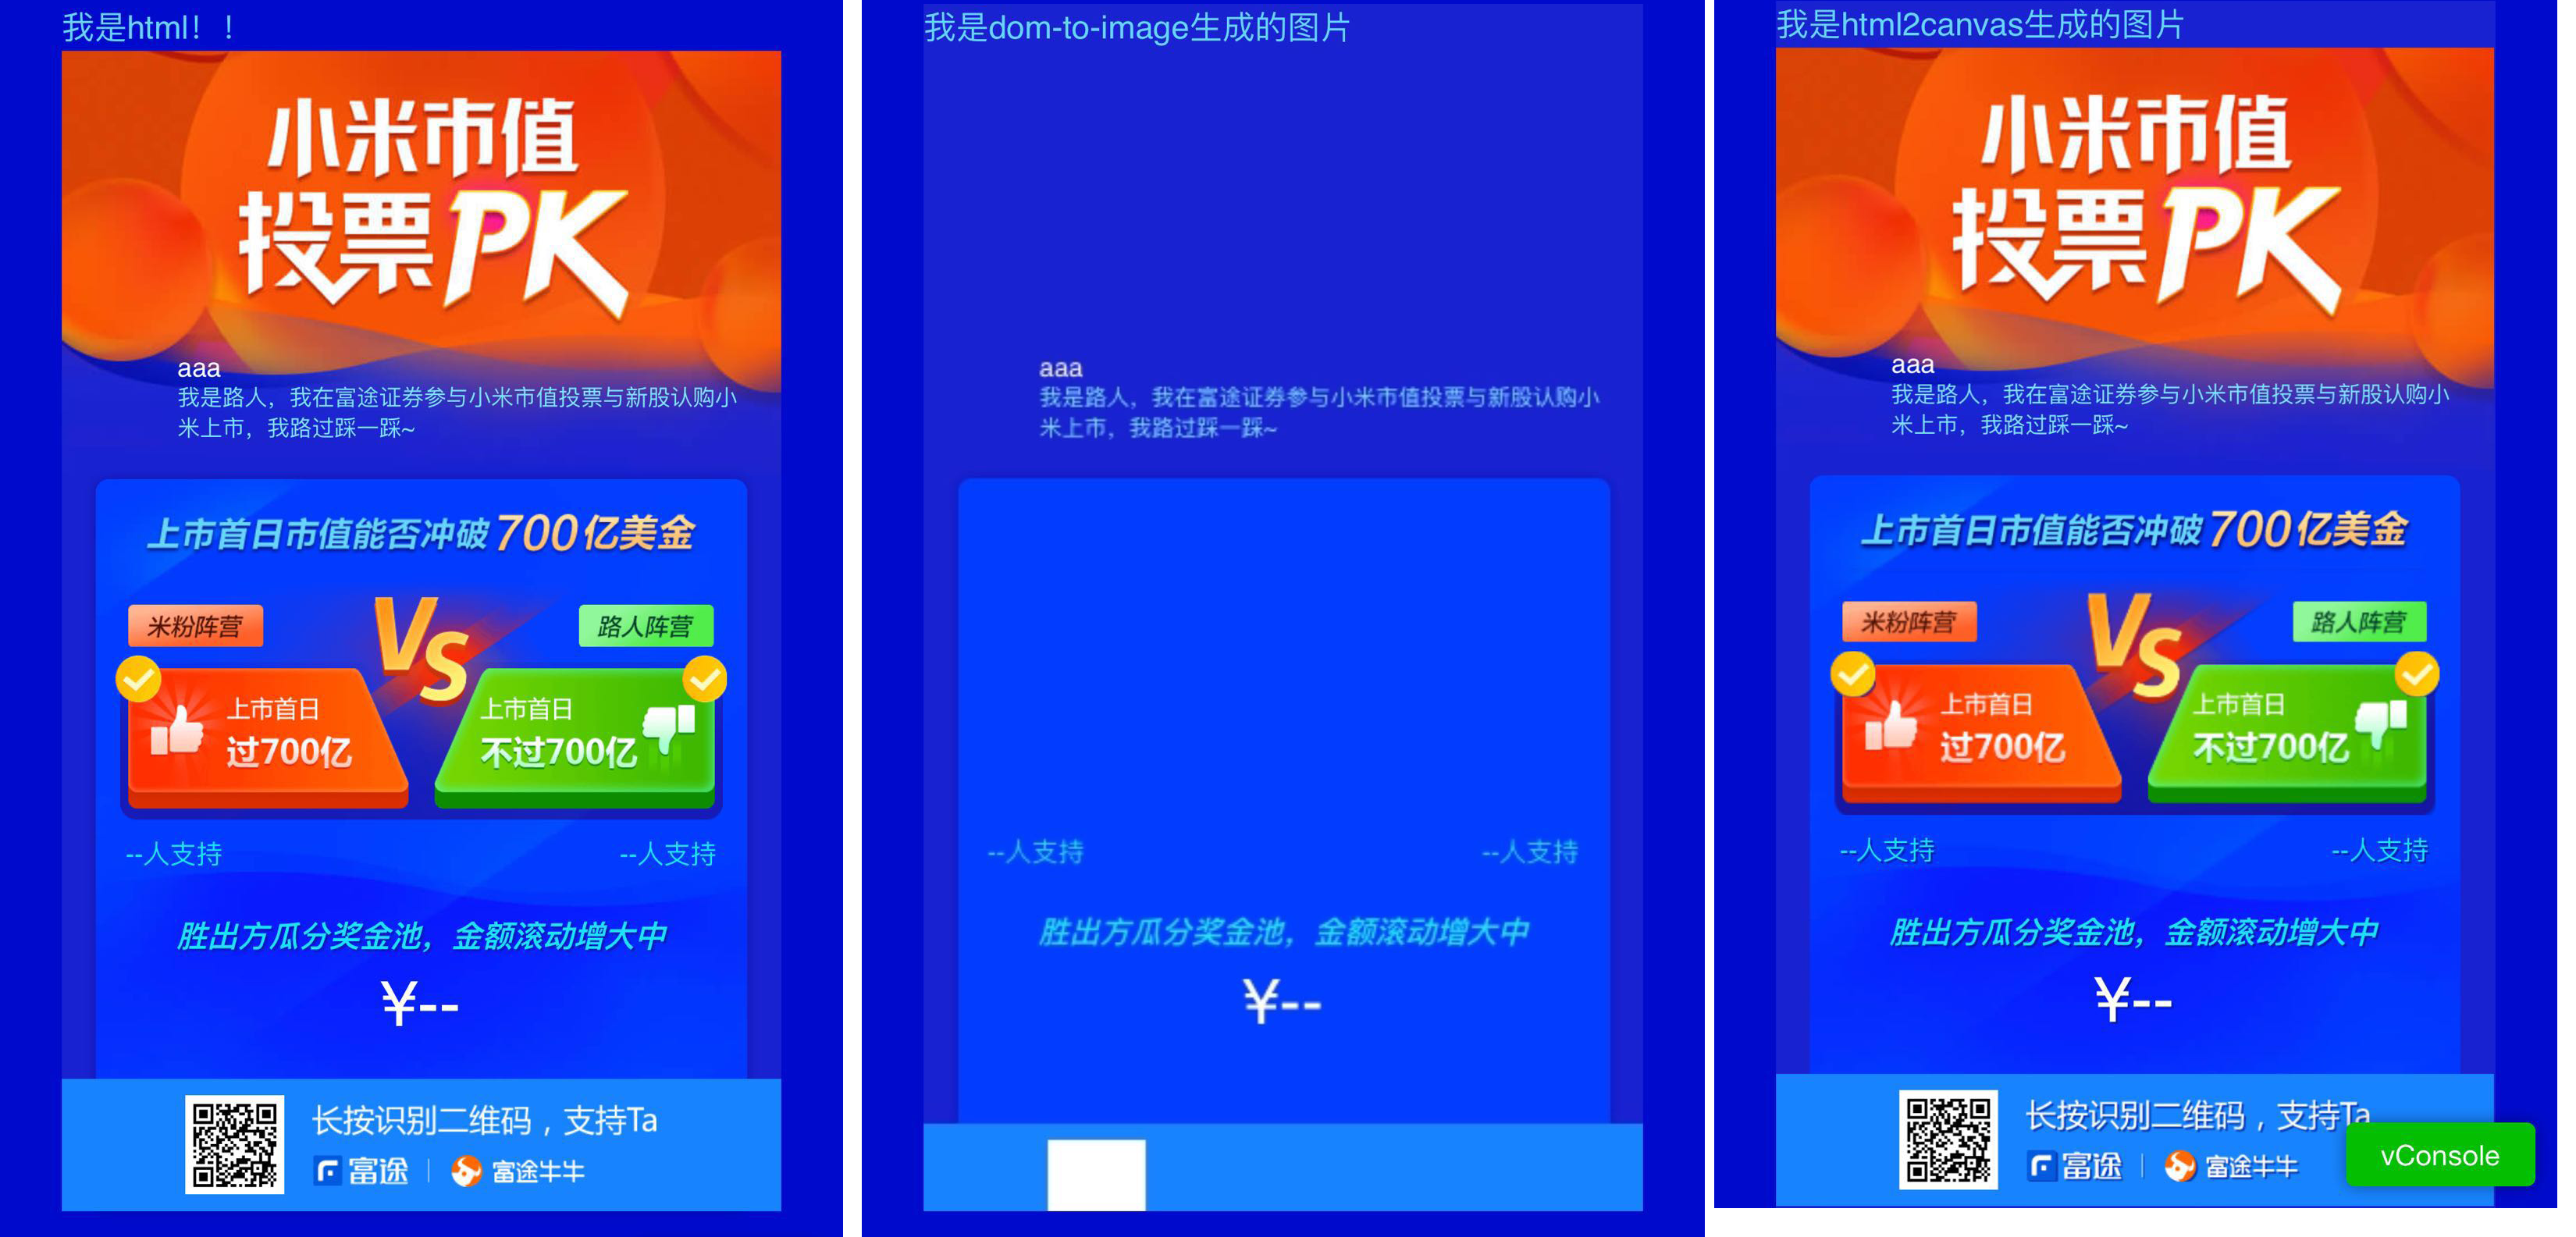 我是html！！
小米市值
投票PK
aaa
我是路人，我在富途证券参与小米市值投票与新股认购小
米上市，我路过踩一踩~
上市首日市值能否冲破700亿美金
米粉阵营
VS
路人阵营
上市首日
过700亿
上市首日
不过700亿
--人支持
--人支持
胜出方瓜分奖金池，金额滚动增大中
¥--
长按识别二维码，支持Ta
富途
富途牛牛
我是dom-to-image生成的图片
aaa
我是路人，我在富途证券参与小米市值投票与新股认购小
米上市，我路过踩一踩~
--人支持
--人支持
胜出方瓜分奖金池，金额滚动增大中
¥--
我是html2canvas生成的图片
小米市值
投票PK
aaa
我是路人，我在富途证券参与小米市值投票与新股认购小
米上市，我路过踩一踩~
上市首日市值能否冲破700亿美金
米粉阵营
VS
路人阵营
上市首日
过700亿
上市首日
不过700亿
--人支持
--人支持
胜出方瓜分奖金池，金额滚动增大中
¥--
长按识别二维码，支持Ta
富途
富途牛牛
vConsole